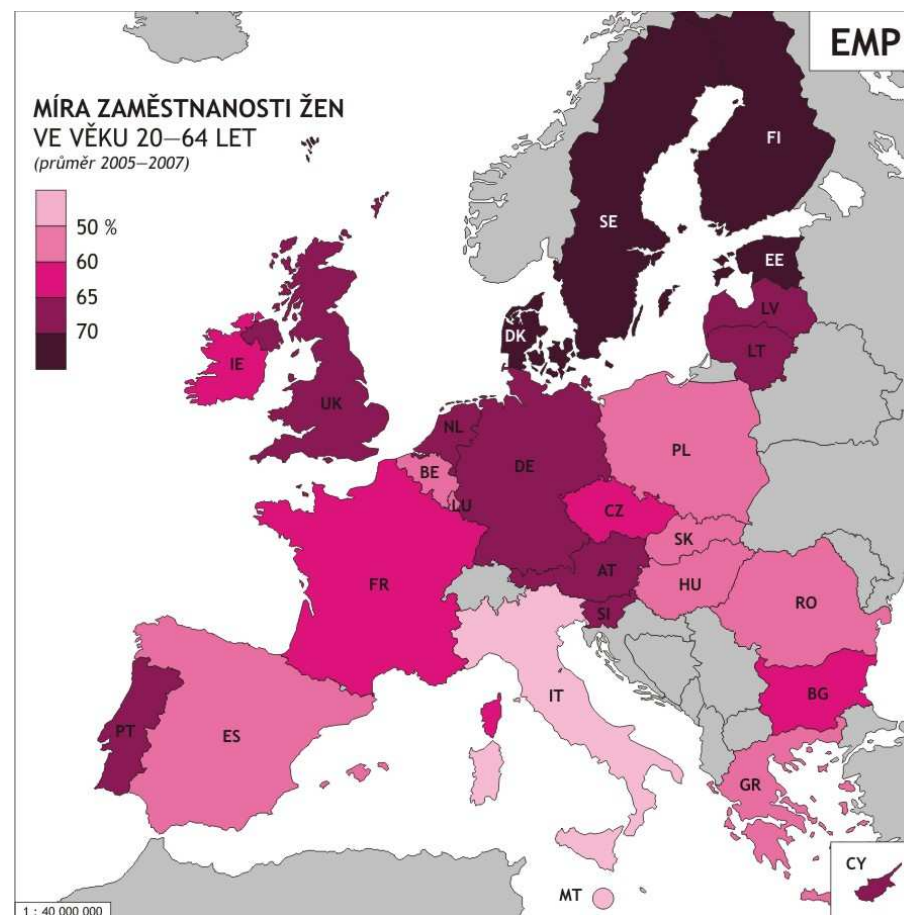 EMP
MÍRA ZAMĚSTNANOSTI ŽEN
VE VĚKU 20—64 LET
(průměr 2005—2007)
50 %
60
65
70
FI
SE
EE
LV
DK
LT
IE
UK
NL
PL
DE
BE
LU
CZ
SK
FR
AT
HU
RO
SI
IT
BG
PT
ES
GR
CY
MT
1 : 40 000 000